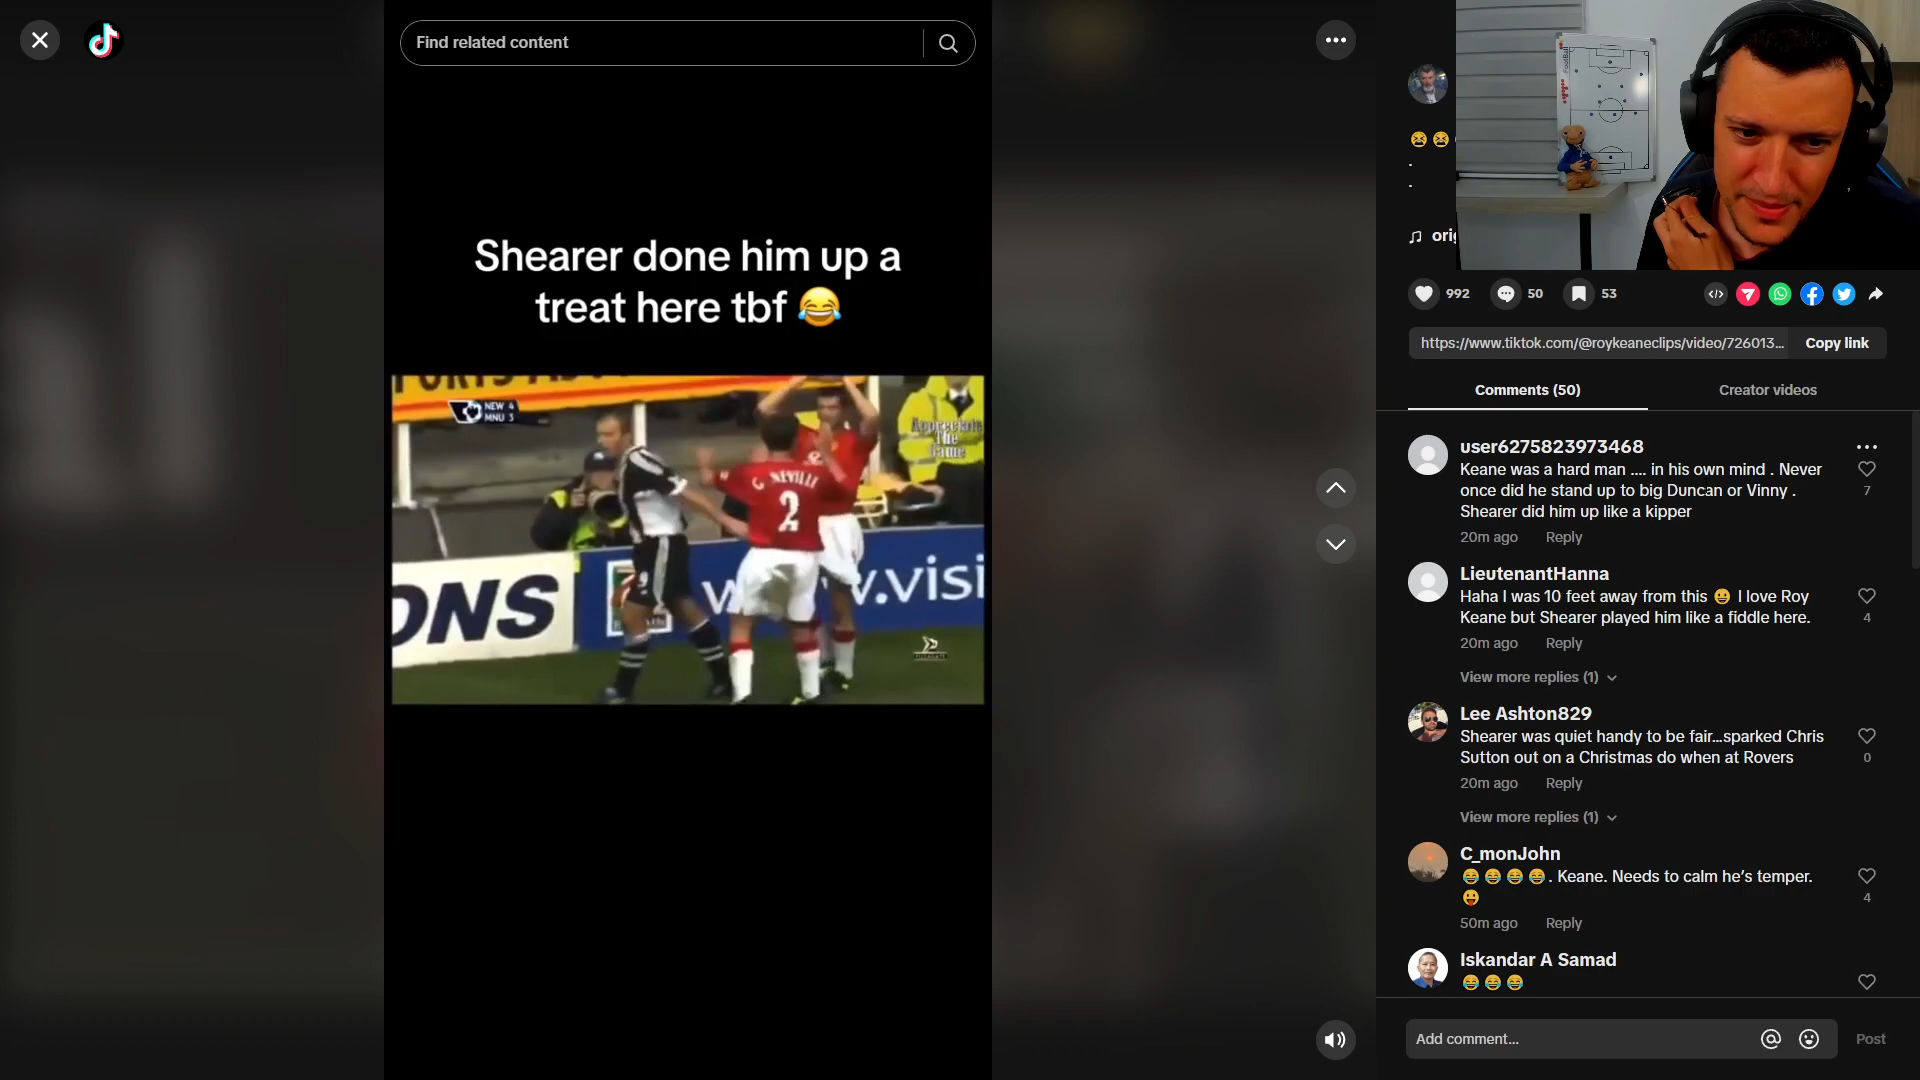 Find related content
Shearer done him up a
treat here tbf 😂
NEW 4
MNU 3
Appreciate
The
Game
G NEVILLE
2
9
ONS
w.visi
FootBall
😆 😆
.
.
992
50
53
https://www.tiktok.com/@roykeaneclips/video/726013...
Copy link
Comments (50)
Creator videos
user6275823973468
Keane was a hard man .... in his own mind . Never
once did he stand up to big Duncan or Vinny .
Shearer did him up like a kipper
7
20m ago
Reply
LieutenantHanna
Haha I was 10 feet away from this 😀 I love Roy
Keane but Shearer played him like a fiddle here.
4
20m ago
Reply
View more replies (1)
Lee Ashton829
Shearer was quiet handy to be fair...sparked Chris
Sutton out on a Christmas do when at Rovers
0
20m ago
Reply
View more replies (1)
C_monJohn
😂 😂 😂 😂 . Keane. Needs to calm he's temper.
😛
4
50m ago
Reply
Iskandar A Samad
😂 😂 😂
Add comment...
Post